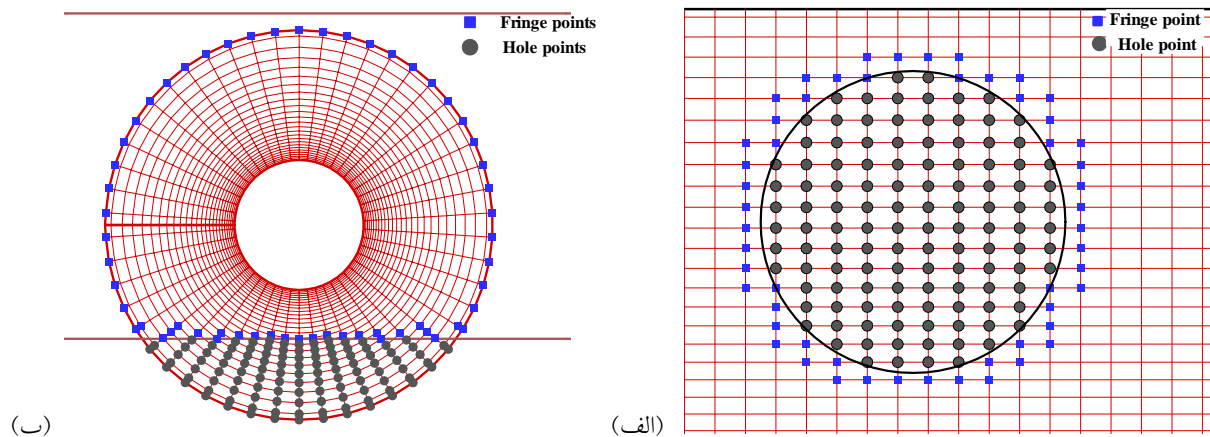 Fringe points
Hole points
(ب)
Fringe point
Hole point
(الف)